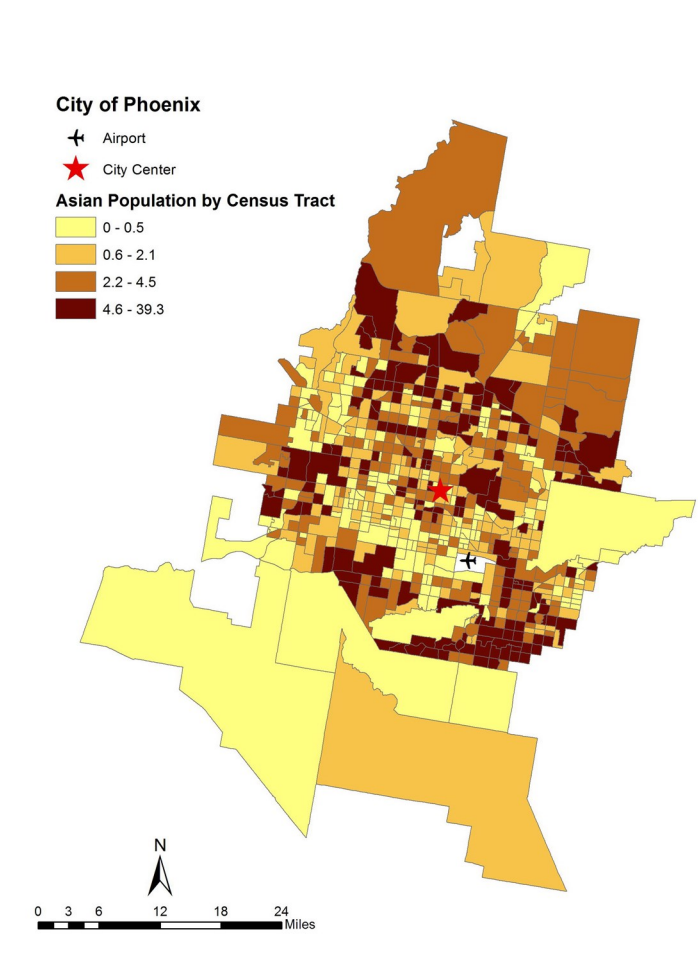 City of Phoenix
Airport
City Center
Asian Population by Census Tract
0 - 0.5
0.6 - 2.1
2.2 - 4.5
4.6 - 39.3
N
0 3 6 12 18 24
Miles